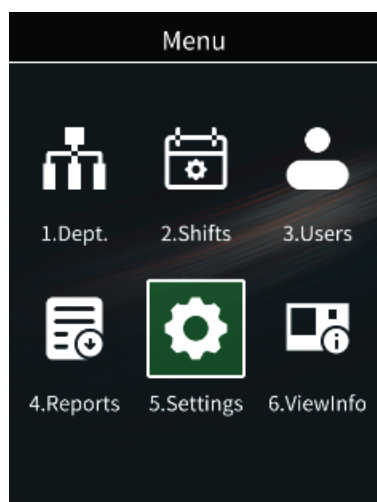 Menu
1.Dept.
2.Shifts
3.Users
4.Reports
5.Settings
6.ViewInfo